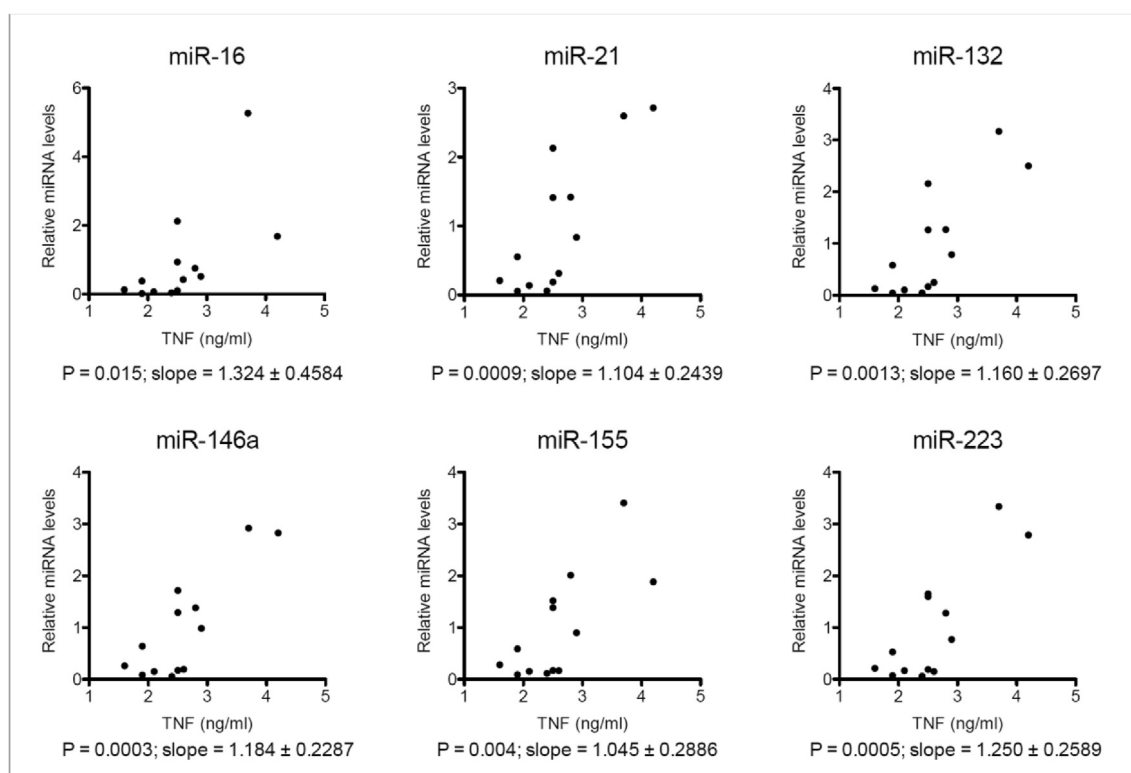 miR-16
miR-21
miR-132
Relative miRNA levels
6
4
2
0
1 2 3 4 5
TNF (ng/ml)
P = 0.015; slope = 1.324 ± 0.4584
Relative miRNA levels
3
2
1
0
1 2 3 4 5
TNF (ng/ml)
P = 0.0009; slope = 1.104 ± 0.2439
Relative miRNA levels
4
3
2
1
0
1 2 3 4 5
TNF (ng/ml)
P = 0.0013; slope = 1.160 ± 0.2697
miR-146a
miR-155
miR-223
Relative miRNA levels
4
3
2
1
0
1 2 3 4 5
TNF (ng/ml)
P = 0.0003; slope = 1.184 ± 0.2287
Relative miRNA levels
4
3
2
1
0
1 2 3 4 5
TNF (ng/ml)
P = 0.004; slope = 1.045 ± 0.2886
Relative miRNA levels
4
3
2
1
0
1 2 3 4 5
TNF (ng/ml)
P = 0.0005; slope = 1.250 ± 0.2589